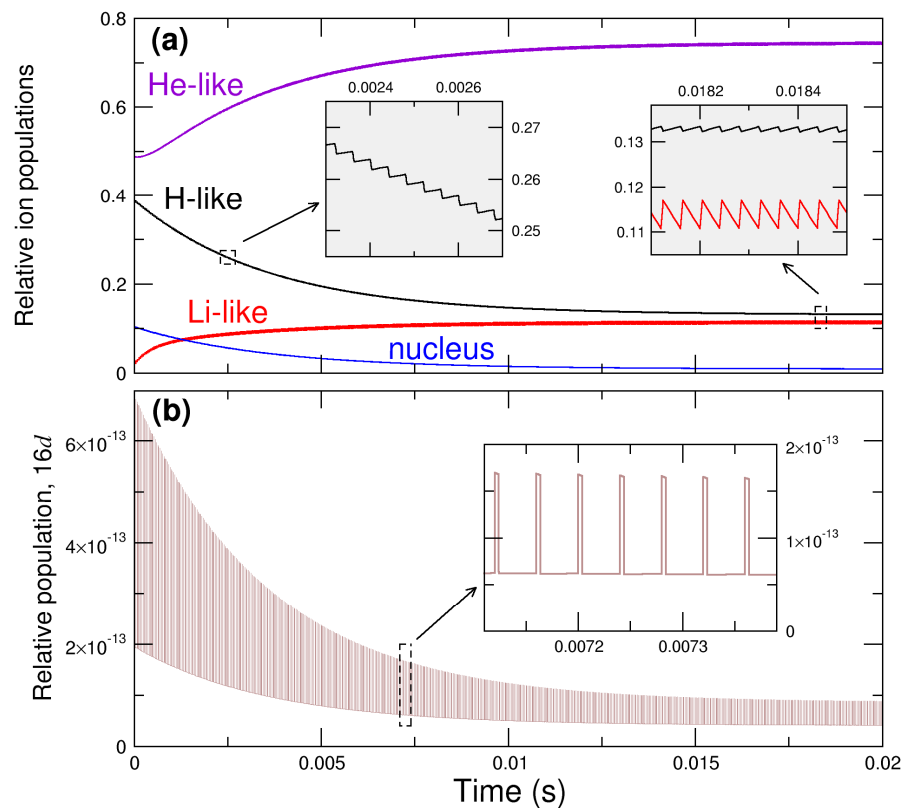 0.8
(a)
He-like
0.0024 0.0026
0.0182 0.0184
0.6
0.27
0.13
0.26
0.12
0.25
0.11
Relative ion populations
0.4
H-like
0.2
Li-like
nucleus
0
(b)
6×10⁻¹³
2×10⁻¹³
1×10⁻¹³
0
0.0072 0.0073
4×10⁻¹³
Relative population, 16d
2×10⁻¹³
0
0 0.005 0.01 0.015 0.02
Time (s)